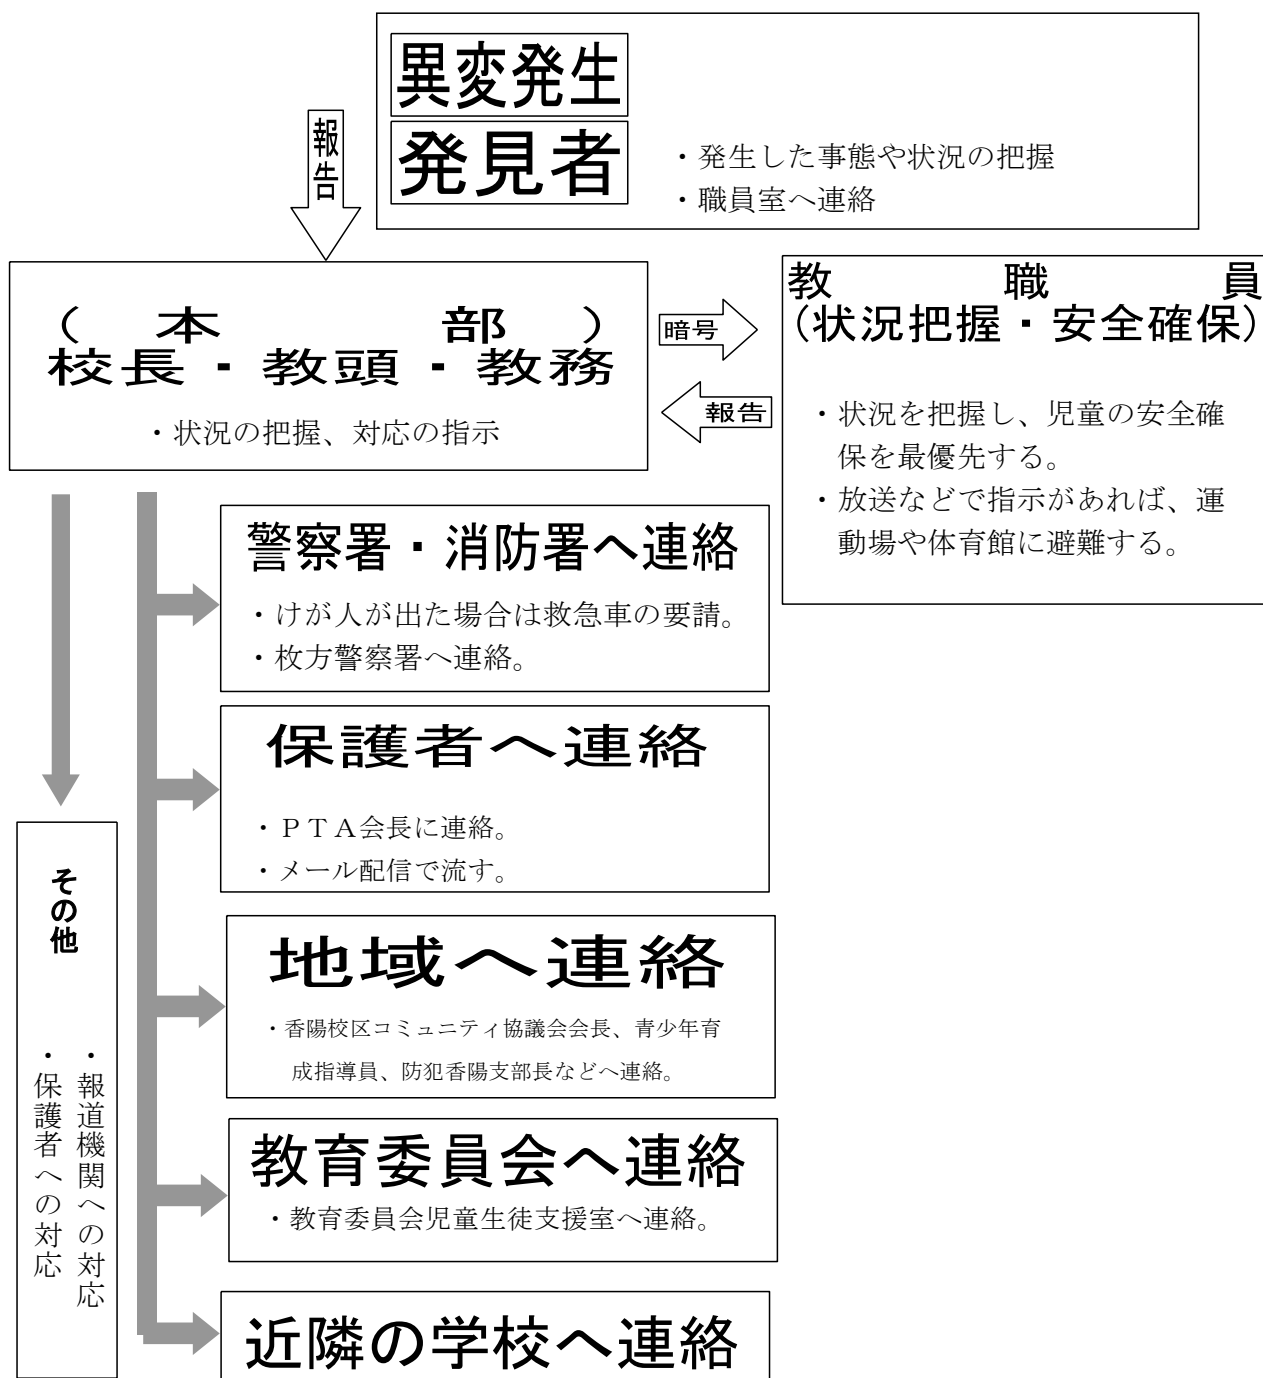 異変発生
発見者
・発生した事態や状況の把握
・職員室へ連絡
報告
(本部)
校長・教頭・教務
・状況の把握、対応の指示
暗号
報告
教職員
(状況把握・安全確保)
・状況を把握し、児童の安全確
保を最優先する。
・放送などで指示があれば、運
動場や体育館に避難する。
警察署・消防署へ連絡
・けが人が出た場合は救急車の要請。
・枚方警察署へ連絡。
保護者へ連絡
・ＰＴＡ会長に連絡。
・メール配信で流す。
地域へ連絡
・香陽校区コミュニティ協議会会長、青少年育
成指導員、防犯香陽支部長などへ連絡。
教育委員会へ連絡
・教育委員会児童生徒支援室へ連絡。
近隣の学校へ連絡
その他
・報道機関への対応
・保護者への対応